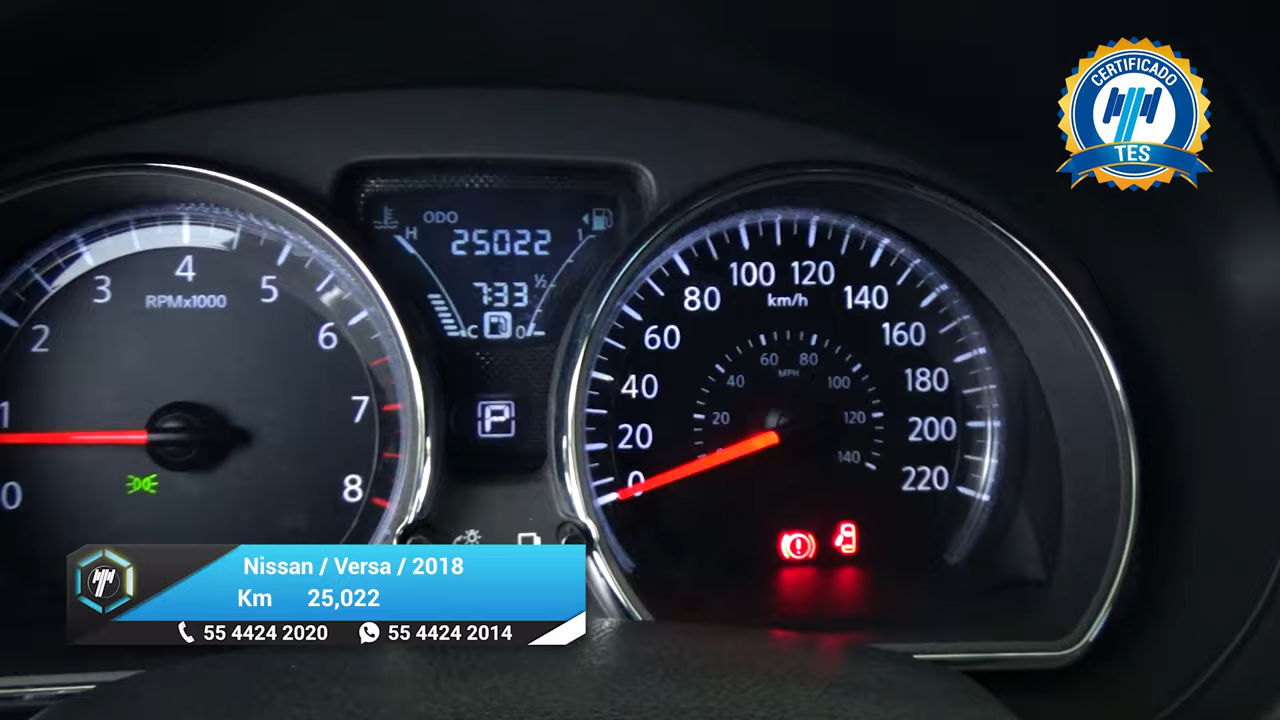 CERTIFICADO
TES
ODO
H
25022
1
½
7:33
C
0
P
0
1
2
3
4
5
6
7
8
RPMx1000
0
20
40
60
80
100
120
140
160
180
200
220
km/h
20
40
60
80
100
120
140
MPH
Nissan / Versa / 2018
Km 25,022
55 4424 2020 55 4424 2014